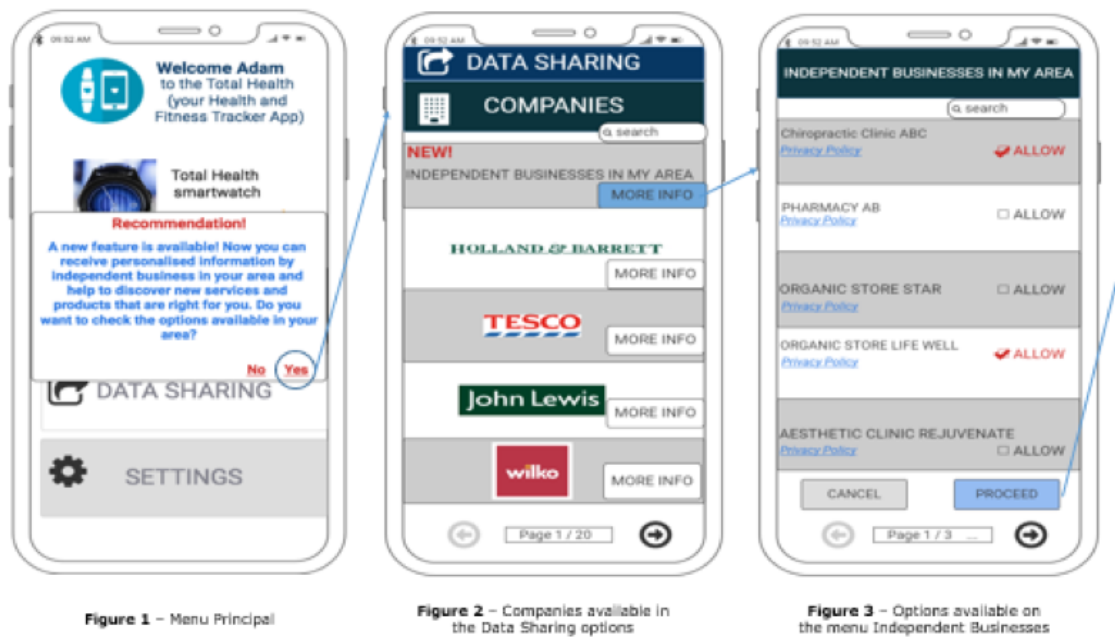 09:52 AM
Welcome Adam
to the Total Health
(your Health and
Fitness Tracker App)
Total Health
smartwatch
Recommendation!
A new feature is available! Now you can
receive personalised information by
independent business in your area and
help to discover new services and
products that are right for you. Do you
want to check the options available in your
area?
No Yes
DATA SHARING
SETTINGS
Figure 1 – Menu Principal
09:52 AM
DATA SHARING
COMPANIES
search
NEW!
INDEPENDENT BUSINESSES IN MY AREA
MORE INFO
HOLLAND & BARRETT
MORE INFO
TESCO
MORE INFO
John Lewis
MORE INFO
wilko
MORE INFO
Page 1 / 20
Figure 2 – Companies available in
the Data Sharing options
09:52 AM
INDEPENDENT BUSINESSES IN MY AREA
search
Chiropractic Clinic ABC
Privacy Policy ALLOW
PHARMACY AB
Privacy Policy ALLOW
ORGANIC STORE STAR ALLOW
Privacy Policy
ORGANIC STORE LIFE WELL
Privacy Policy ALLOW
AESTHETIC CLINIC REJUVENATE
Privacy Policy ALLOW
CANCEL PROCEED
Page 1 / 3 ...
Figure 3 – Options available on
the menu Independent Businesses